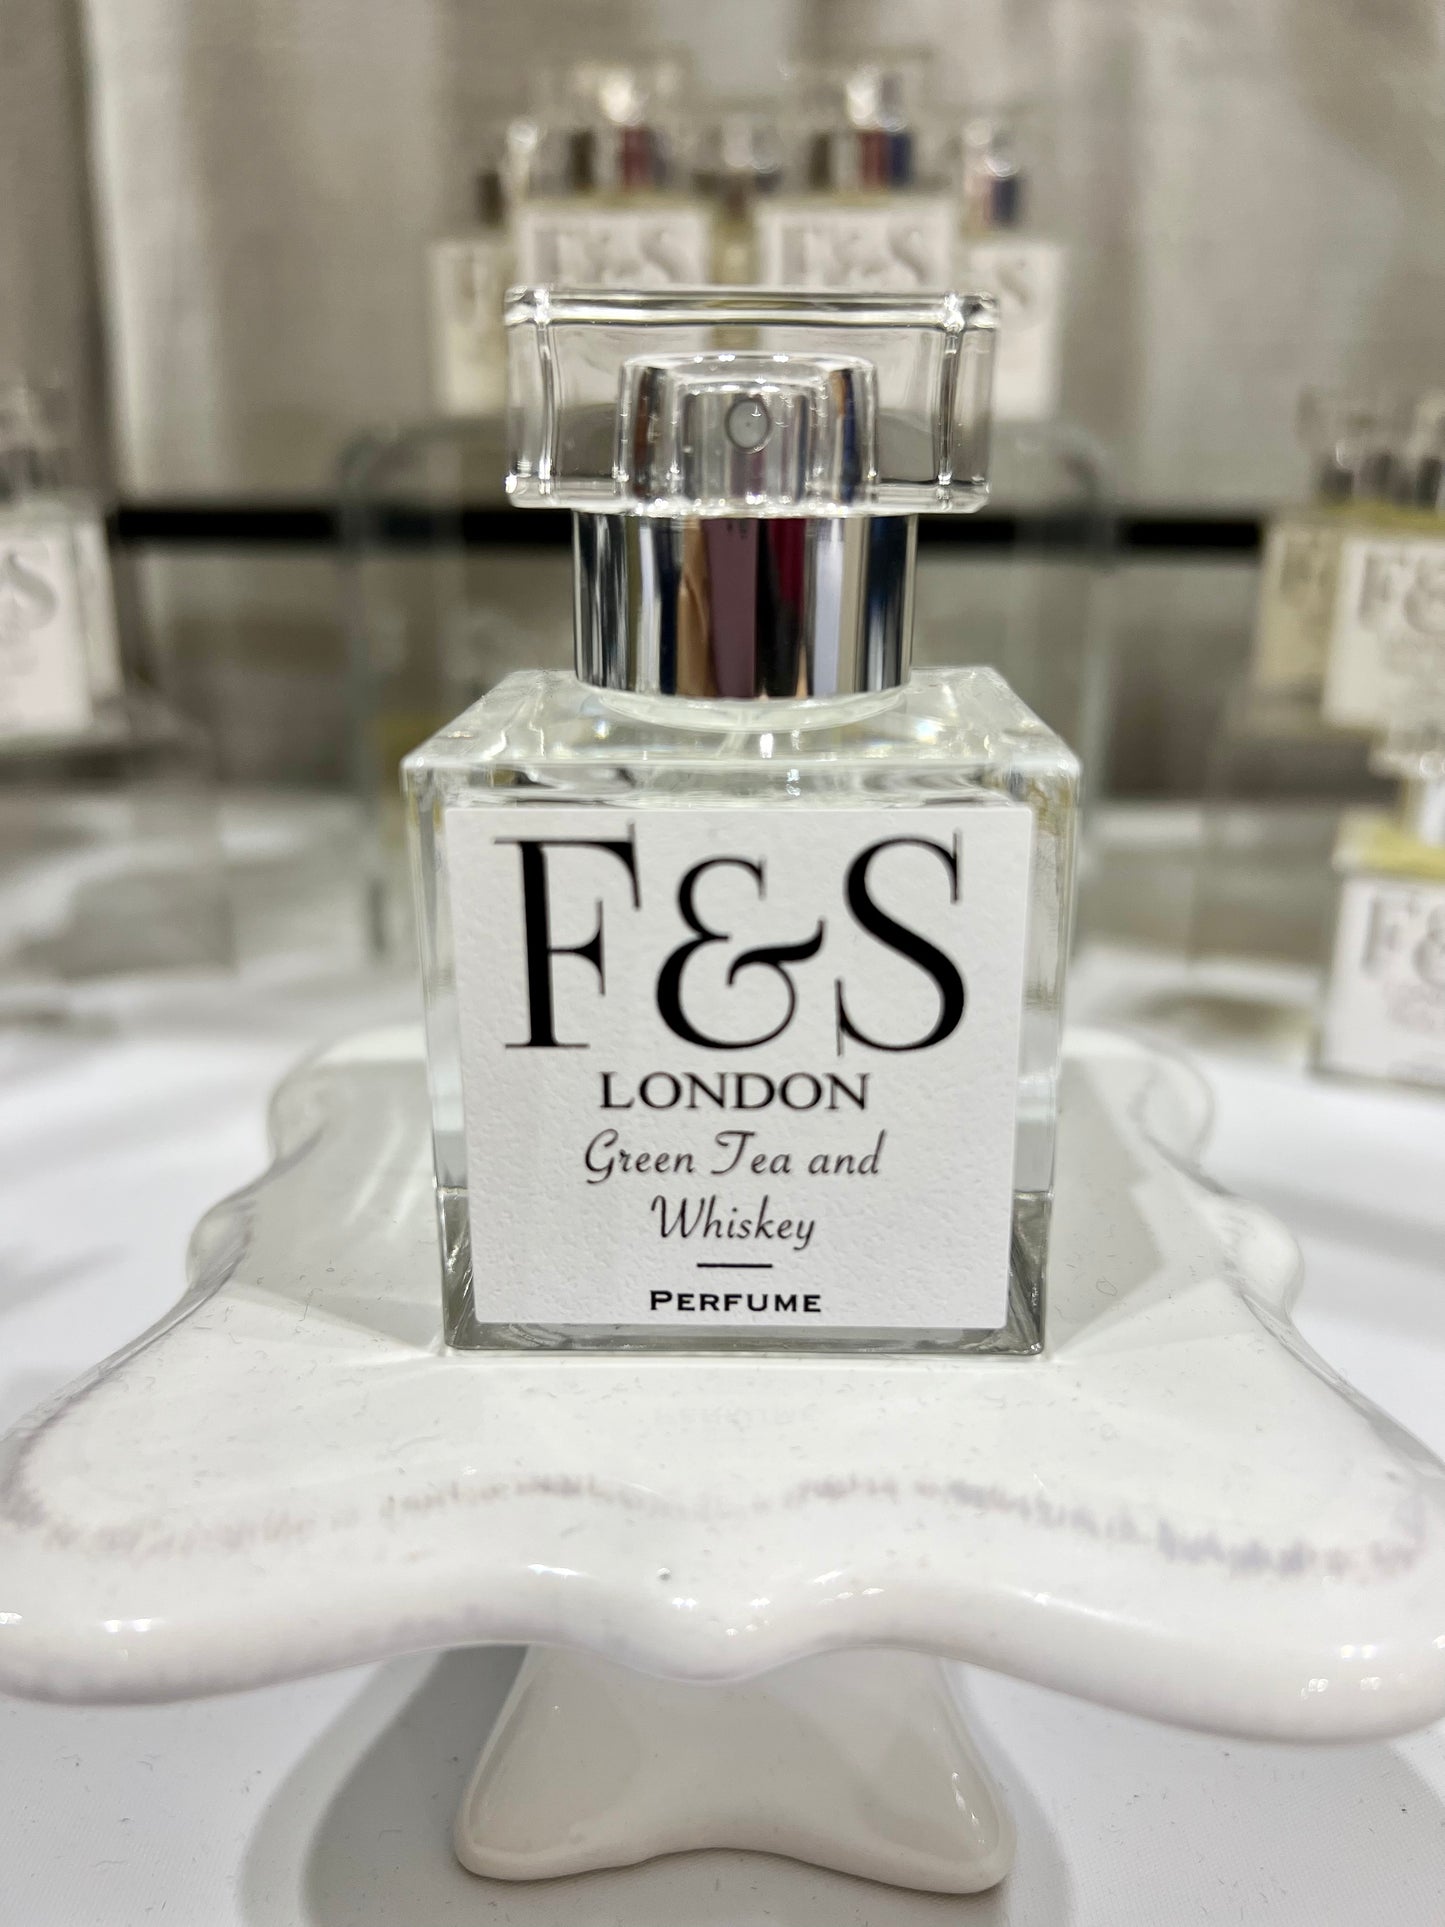 F&S
LONDON
Green Tea and
Whiskey
PERFUME
F&S
F&S